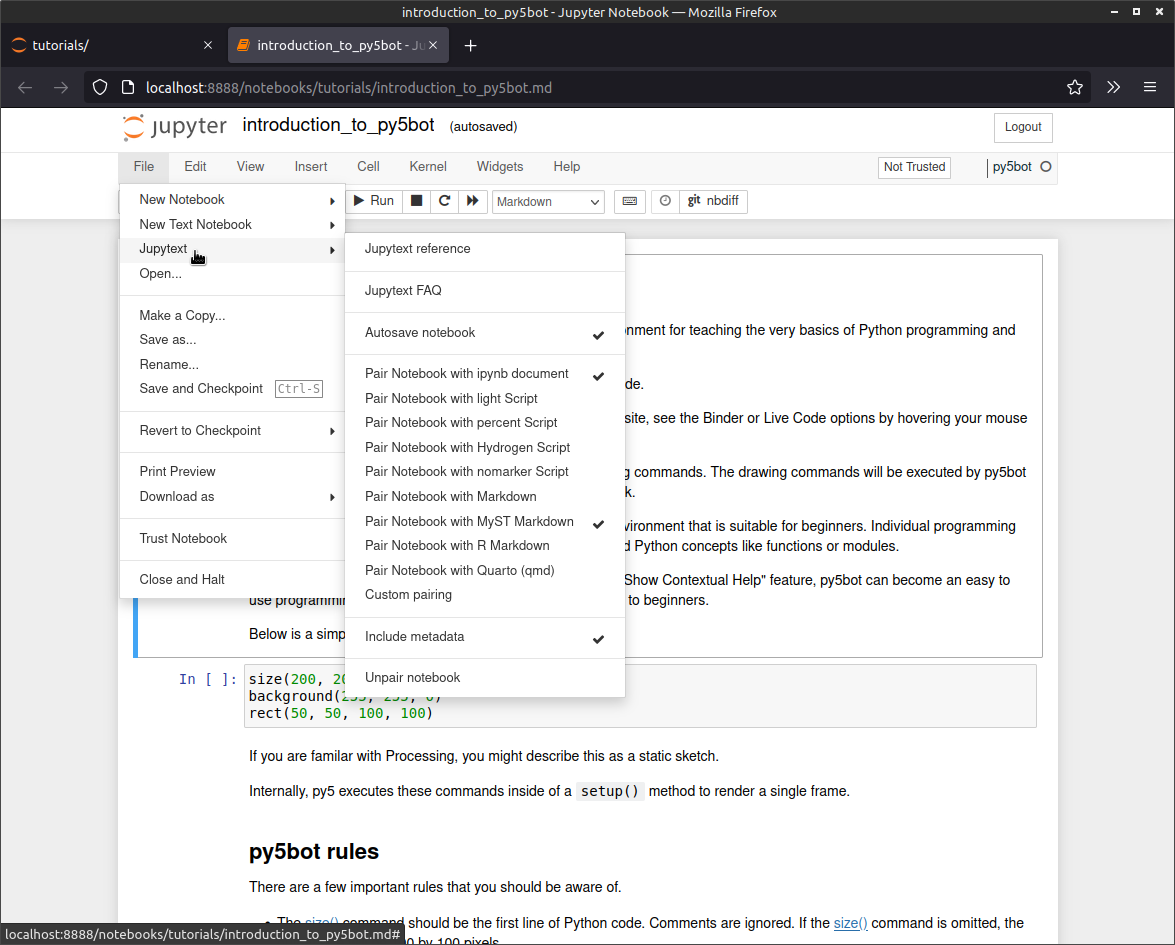 introduction_to_py5bot - Jupyter Notebook — Mozilla Firefox
tutorials/
introduction_to_py5bot - Ju
localhost:8888/notebooks/tutorials/introduction_to_py5bot.md
jupyter introduction_to_py5bot (autosaved)
Logout
File Edit View Insert Cell Kernel Widgets Help
Not Trusted
py5bot
Run
Markdown
git nbdiff
New Notebook
New Text Notebook
Jupytext
Open...
Make a Copy...
Save as...
Rename...
Save and Checkpoint Ctrl-S
Revert to Checkpoint
Print Preview
Download as
Trust Notebook
Close and Halt
Jupytext reference
Jupytext FAQ
Autosave notebook
Pair Notebook with ipynb document
Pair Notebook with light Script
Pair Notebook with percent Script
Pair Notebook with Hydrogen Script
Pair Notebook with nomarker Script
Pair Notebook with Markdown
Pair Notebook with MyST Markdown
Pair Notebook with R Markdown
Pair Notebook with Quarto (qmd)
Custom pairing
Include metadata
Unpair notebook
for teaching the very basics of Python programming and
de.
site, see the Binder or Live Code options by hovering your mouse
commands. The drawing commands will be executed by py5bot
k.
that is suitable for beginners. Individual programming
Python concepts like functions or modules.
"Show Contextual Help" feature, py5bot can become an easy to
use to beginners.
Below is a
In [ ]:
size(200, 
background(
rect(50, 50, 100, 100)
If you are familar with Processing, you might describe this as a static sketch.
Internally, py5 executes these commands inside of a setup() method to render a single frame.
py5bot rules
There are a few important rules that you should be aware of.
• The size() command should be the first line of Python code. Comments are ignored. If the size() command is omitted, the
by 100 pixels.
localhost:8888/notebooks/tutorials/introduction_to_py5bot.md#